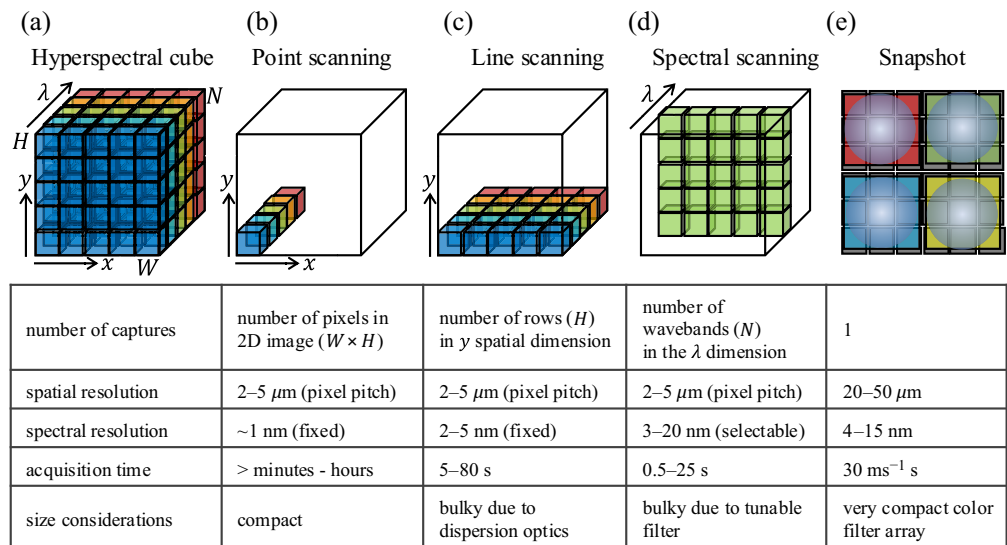 (a)
(b)
(c)
(d)
(e)
Hyperspectral cube
Point scanning
Line scanning
Spectral scanning
Snapshot
λ
N
H
y
x
W
y
x
y
λ
number of captures
number of pixels in
2D image (W × H)
number of rows (H)
in y spatial dimension
number of
wavebands (N)
in the λ dimension
1
spatial resolution
2–5 μm (pixel pitch)
2–5 μm (pixel pitch)
2–5 μm (pixel pitch)
20–50 μm
spectral resolution
~1 nm (fixed)
2–5 nm (fixed)
3–20 nm (selectable)
4–15 nm
acquisition time
> minutes - hours
5–80 s
0.5–25 s
30 ms⁻¹ s
size considerations
compact
bulky due to
dispersion optics
bulky due to tunable
filter
very compact color
filter array